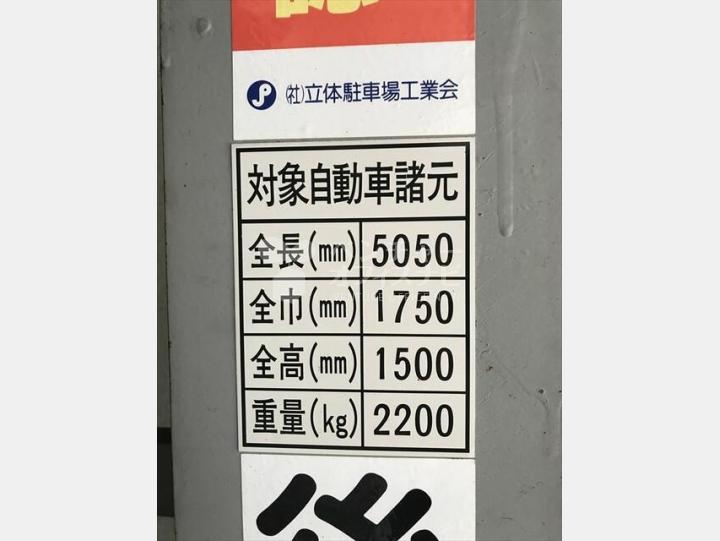 (社)立体駐車場工業会
対象自動車諸元
全長(mm) 5050
全巾(mm) 1750
全高(mm) 1500
重量(kg) 2200